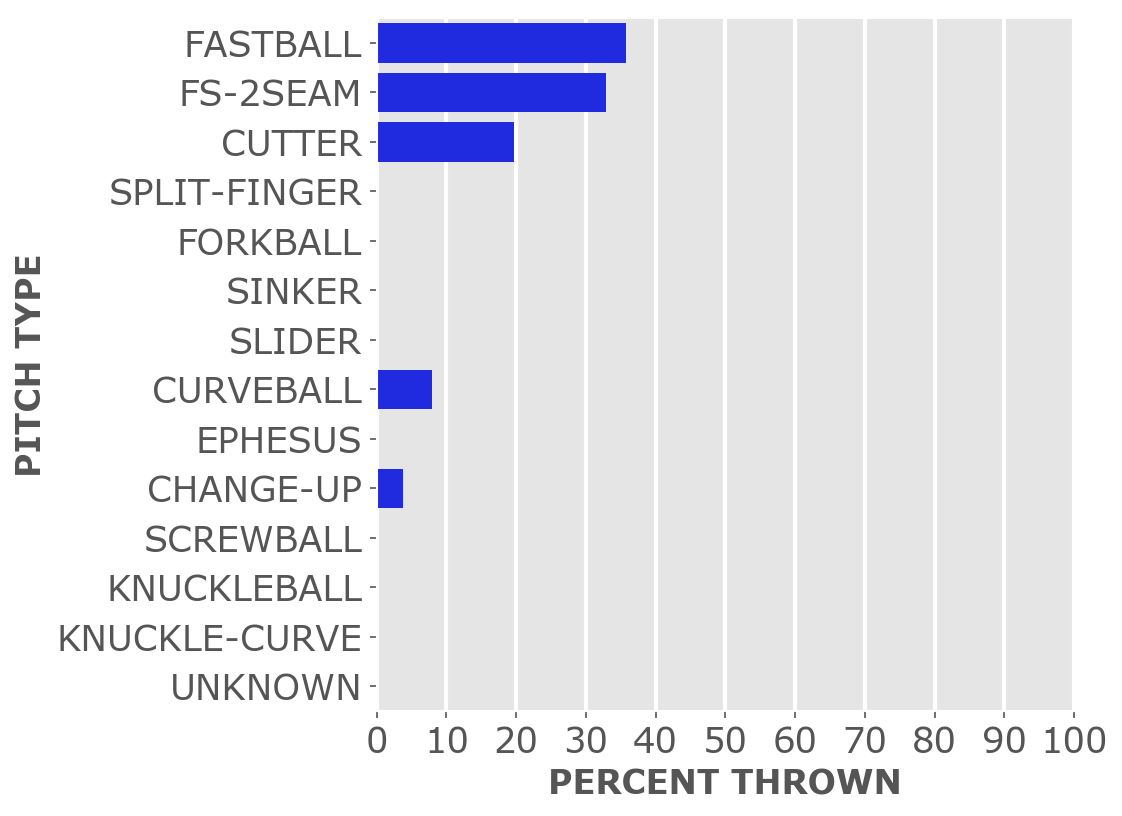 FASTBALL
FS-2SEAM
CUTTER
SPLIT-FINGER
FORKBALL
SINKER
SLIDER
CURVEBALL
EPHESUS
CHANGE-UP
SCREWBALL
KNUCKLEBALL
KNUCKLE-CURVE
UNKNOWN
PITCH TYPE
0 10 20 30 40 50 60 70 80 90 100
PERCENT THROWN